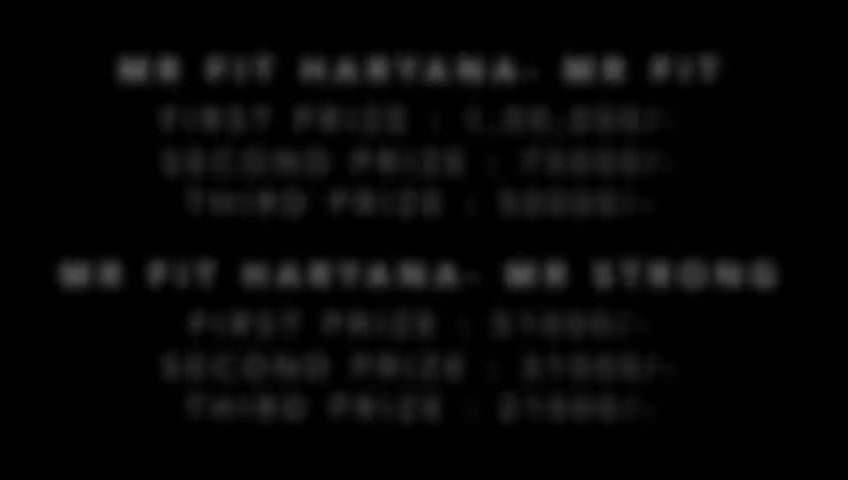 MR FIT HARYANA- MR FIT
FIRST PRIZE : 1,00,000/-
SECOND PRIZE : 75000/-
THIRD PRIZE : 50000/-
MR FIT HARYANA- MR STRONG
FIRST PRIZE : 51000/-
SECOND PRIZE : 31000/-
THIRD PRIZE : 21000/-